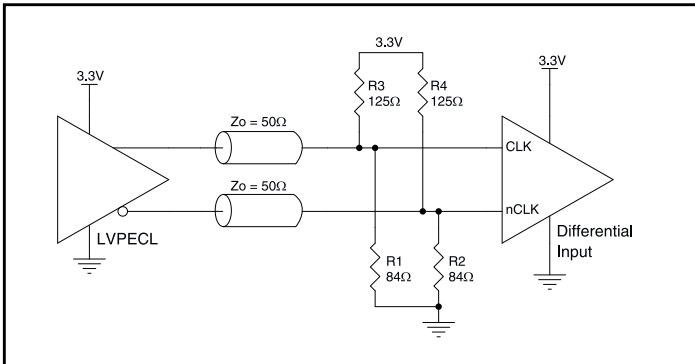 3.3V
3.3V
3.3V
R3
125Ω
R4
125Ω
Zo = 50Ω
CLK
Zo = 50Ω
nCLK
LVPECL
Differential
Input
R1
84Ω
R2
84Ω